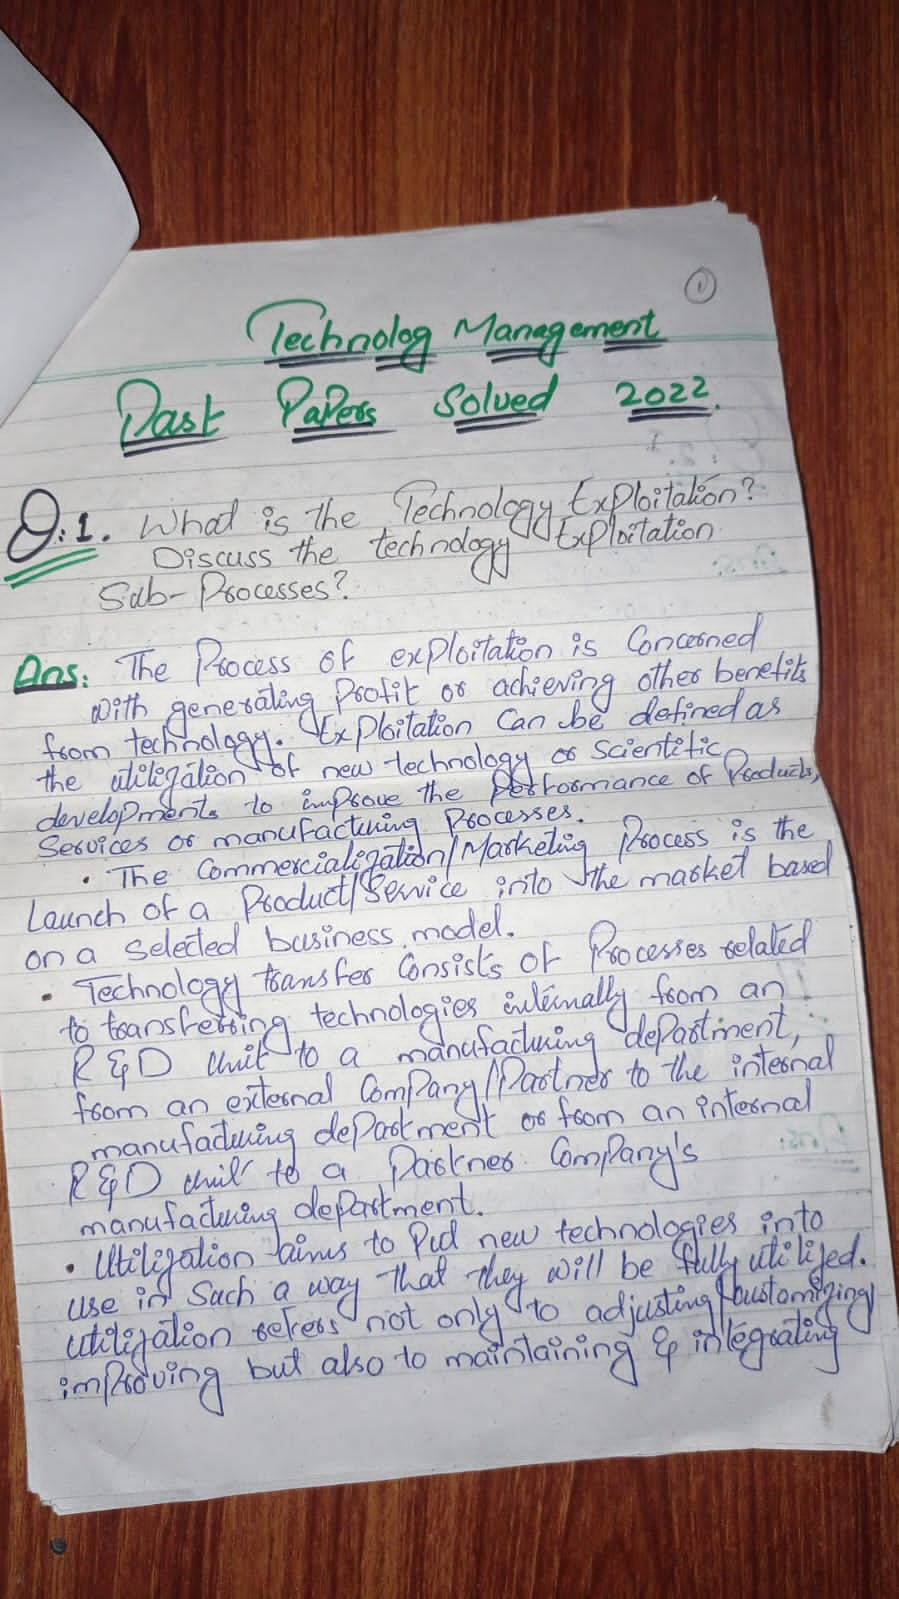 1
Technolog Management
Past Papers Solved 2022.
Q:1. What is the Technology Exploitation?
Discuss the technology Exploitation
Sub-Processes?
Ans: The Process of exploitation is Concerned
with generating Profit or achieving other benefits
from technology. Exploitation Can be defined as
the utilization of new technology or Scientific
developments to improve the Performance of Products,
Services or manufacturing Processes.
• The Commercialization/Marketing Process is the
Launch of a Product/Service into the market based
on a Selected business model.
• Technology transfer Consists of Processes related
to transferring technologies internally from an
R&D Unit to a manufacturing department,
from an external Company/Partner to the internal
manufacturing department or from an internal
R&D unit to a Partner Company's
manufacturing department.
• Utilization aims to Put new technologies into
use in Such a way that they will be fully utilized.
utilization refers not only to adjusting/customizing/
improving but also to maintaining & integrating